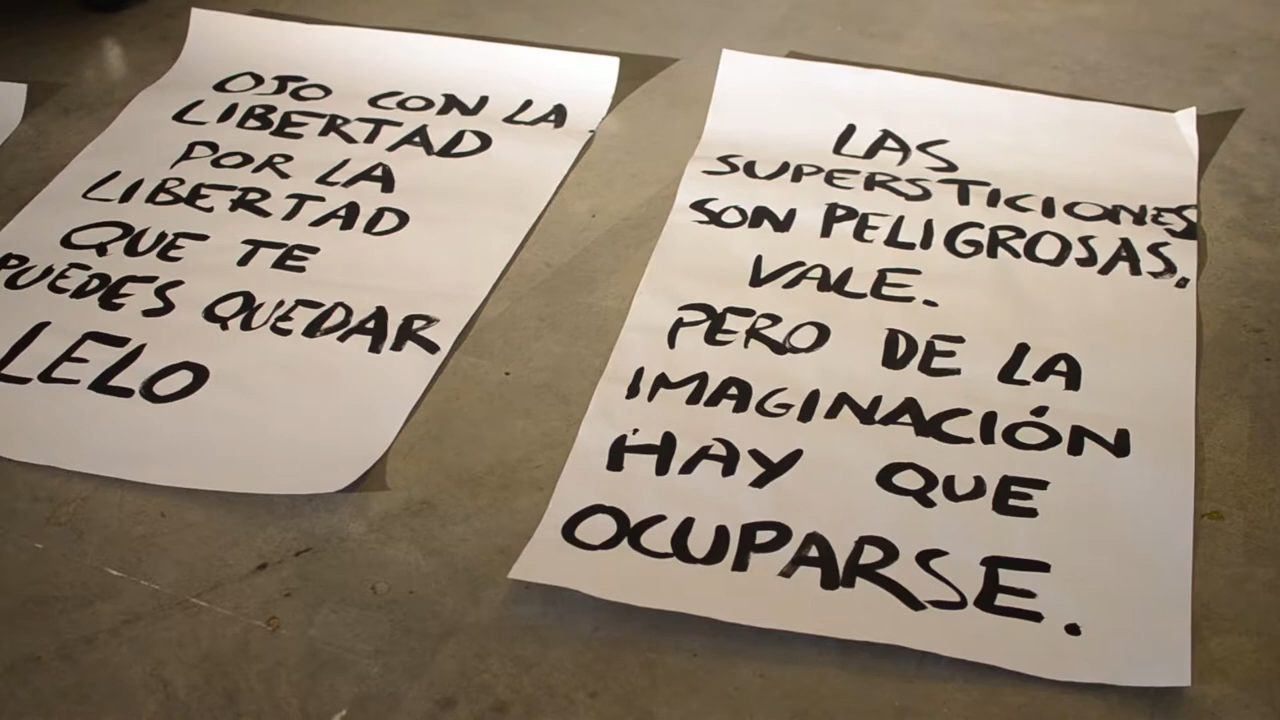 OJO CON LA
LIBERTAD
POR LA
LIBERTAD
QUE TE
PUEDES QUEDAR
LELO
LAS
SUPERSTICIONES
SON PELIGROSAS.
VALE.
PERO DE LA
IMAGINACIÓN
HAY QUE
OCUPARSE.